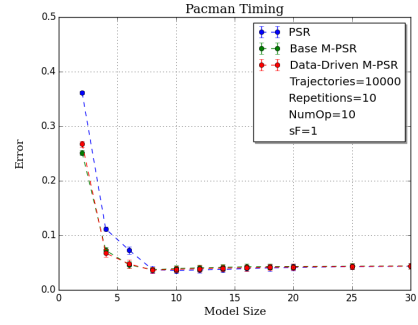 Pacman Timing
0.5
0.4
0.3
0.2
0.1
0.0
Error
PSR
Base M-PSR
Data-Driven M-PSR
Trajectories=10000
Repetitions=10
NumOp=10
sF=1
0 5 10 15 20 25 30
Model Size